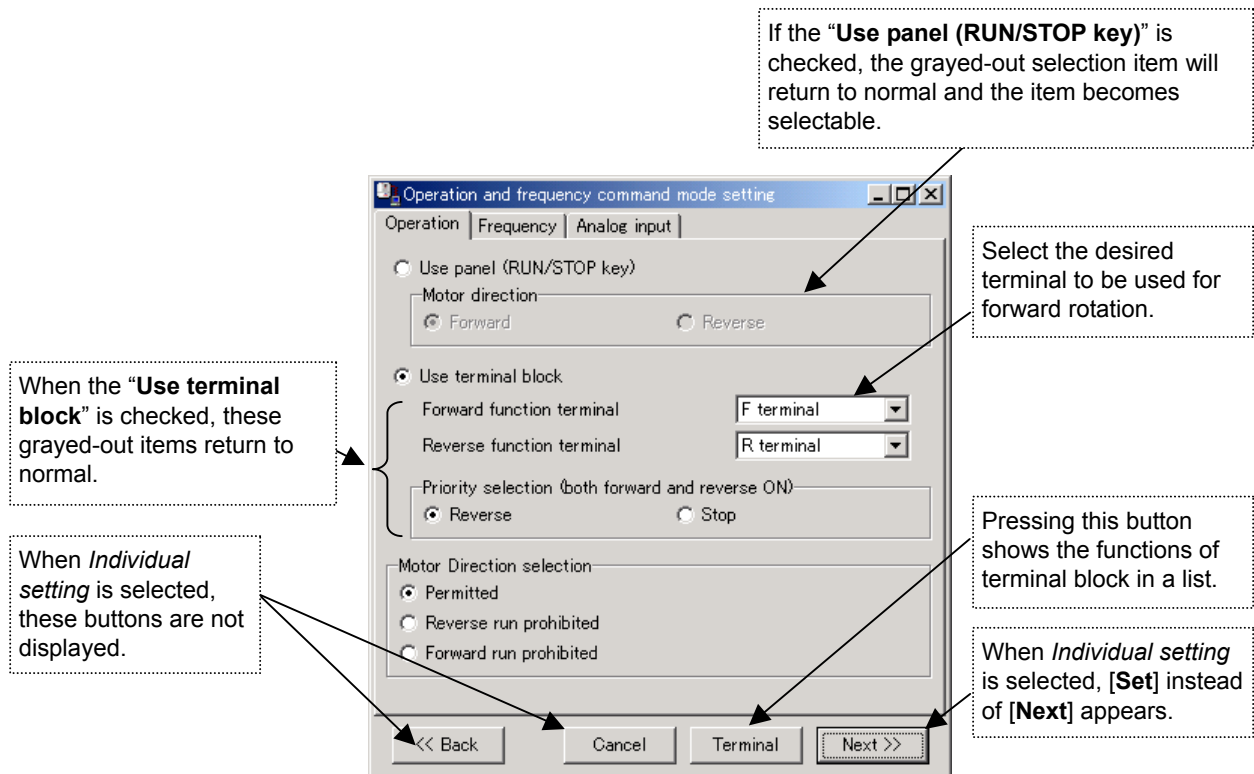 If the “Use panel (RUN/STOP key)” is
checked, the grayed-out selection item will
return to normal and the item becomes
selectable.
Operation and frequency command mode setting
Operation
Frequency
Analog input
Use panel (RUN/STOP key)
Motor direction
Forward
Reverse
Select the desired
terminal to be used for
forward rotation.
When the “Use terminal
block” is checked, these
grayed-out items return to
normal.
Use terminal block
Forward function terminal
F terminal
Reverse function terminal
R terminal
Priority selection (both forward and reverse ON)
Reverse
Stop
When Individual
setting is selected,
these buttons are not
displayed.
Motor Direction selection
Permitted
Reverse run prohibited
Forward run prohibited
Pressing this button
shows the functions of
terminal block in a list.
When Individual setting
is selected, [Set] instead
of [Next] appears.
<< Back
Cancel
Terminal
Next >>